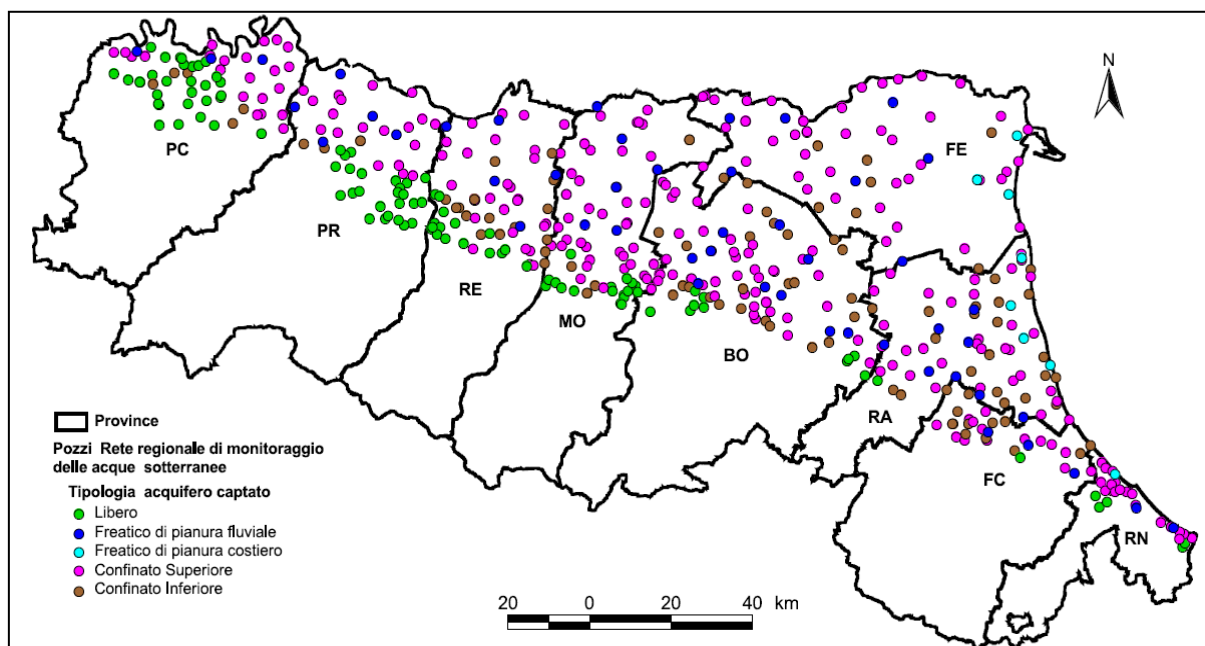 N
PC
FE
PR
RE
MO
BO
RA
FC
RN
Province
Pozzi Rete regionale di monitoraggio
delle acque sotterranee
Tipologia acquifero captato
Libero
Freatico di pianura fluviale
Freatico di pianura costiero
Confinato Superiore
Confinato Inferiore
20 0 20 40 km